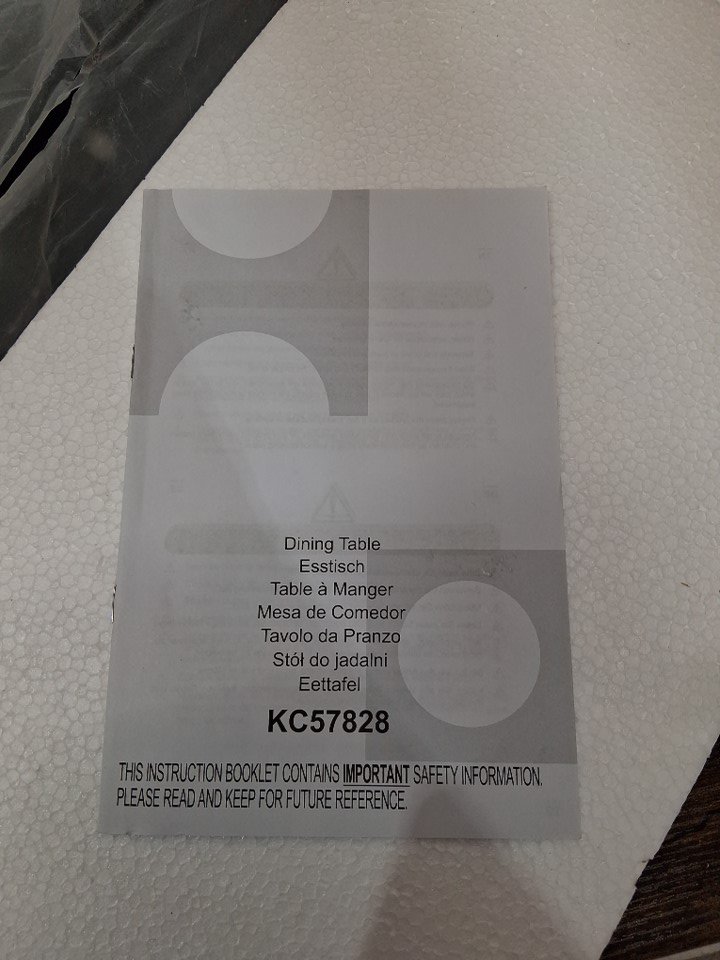 Dining Table
Esstisch
Table à Manger
Mesa de Comedor
Tavolo da Pranzo
Stół do jadalni
Eettafel
KC57828
THIS INSTRUCTION BOOKLET CONTAINS IMPORTANT SAFETY INFORMATION.
PLEASE READ AND KEEP FOR FUTURE REFERENCE.